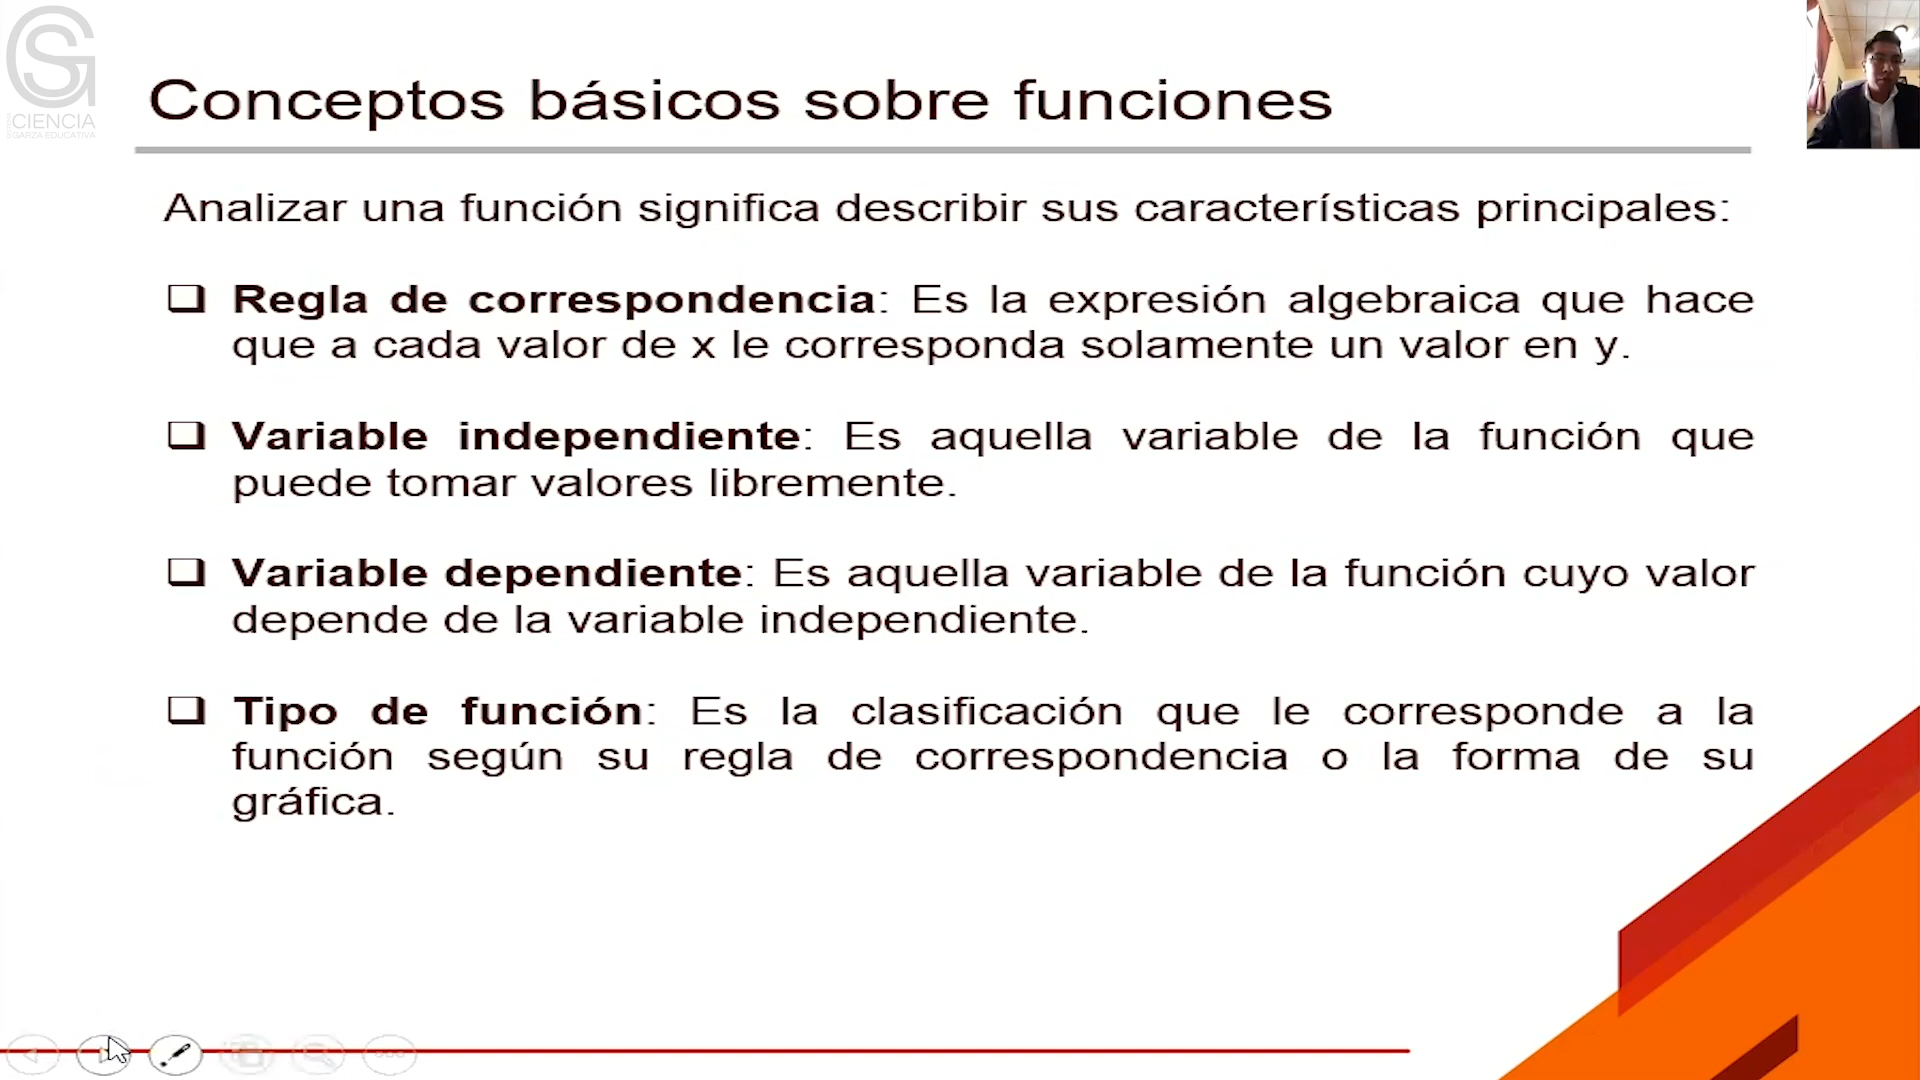 CIENCIA
GARZA EDUCATIVA
Conceptos básicos sobre funciones
Analizar una función significa describir sus características principales:
Regla de correspondencia: Es la expresión algebraica que hace
que a cada valor de x le corresponda solamente un valor en y.
Variable independiente: Es aquella variable de la función que
puede tomar valores libremente.
Variable dependiente: Es aquella variable de la función cuyo valor
depende de la variable independiente.
Tipo de función: Es la clasificación que le corresponde a la
función según su regla de correspondencia o la forma de su
gráfica.